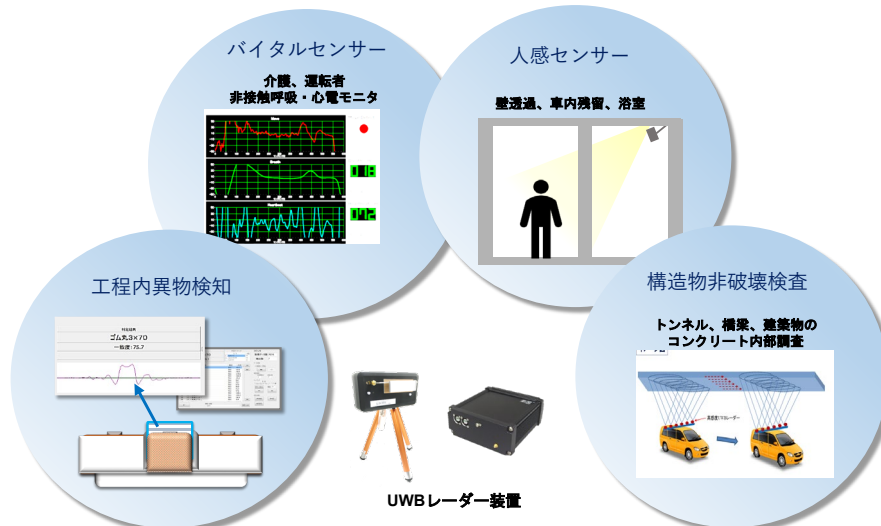 バイタルセンサー
介護、運転者
非接触呼吸・心電モニタ
018
072
人感センサー
壁透過、車内残留、浴室
工程内異物検知
ゴム丸3×70
一致度:75.7
構造物非破壊検査
トンネル、橋梁、建築物の
コンクリート内部調査
UWBレーダー装置